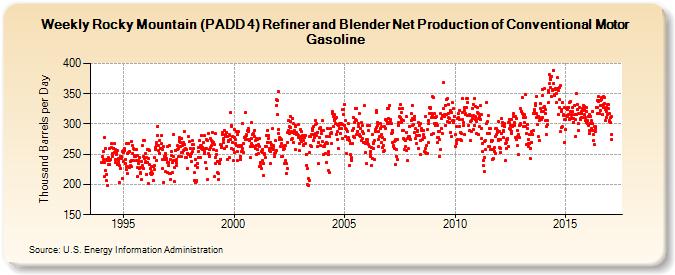 Weekly Rocky Mountain (PADD 4) Refiner and Blender Net Production of Conventional Motor
Gasoline
Thousand Barrels per Day
400
350
300
250
200
150
1995
2000
2005
2010
2015
Source: U.S. Energy Information Administration